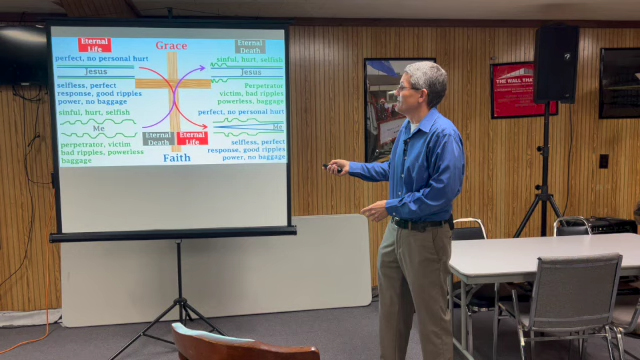 Eternal
Life
Grace
Eternal
Death
perfect, no personal hurt
Jesus
selfless, perfect
response, good ripples
power, no baggage
sinful, hurt, selfish
Jesus
Perpetrator
victim, bad ripples
powerless, baggage
sinful, hurt, selfish
Me
perpetrator, victim
bad ripples, powerless
baggage
perfect, no personal hurt
Me
selfless, perfect
response, good ripples
power, no baggage
Eternal
Death
Eternal
Life
Faith
THE WALL THA